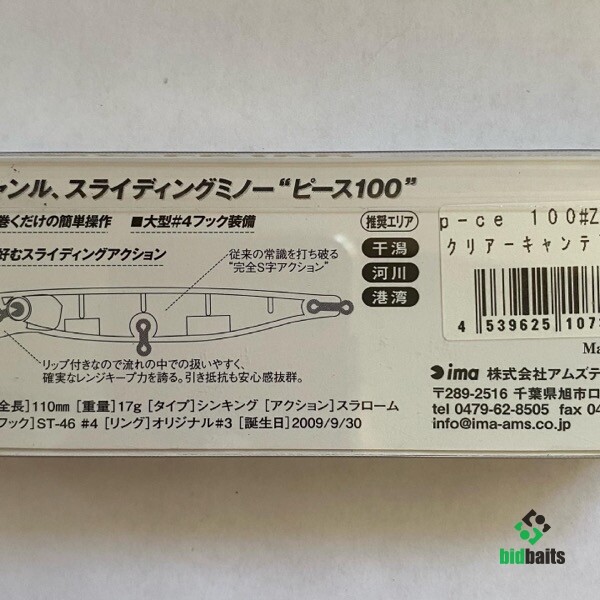 ャンル、スライディングミノー“ピース100”
巻くだけの簡単操作 ■大型#4フック装備
好むスライディングアクション
従来の常識を打ち破る
“完全S字アクション”
リップ付きなので流れの中での扱いやすく、
確実なレンジキープ力を誇る。引き抵抗も安心感抜群。
全長]110mm [重量]17g [タイプ]シンキング [アクション]スラローム
フック]ST-46 #4 [リング]オリジナル#3 [誕生日]2009/9/30
推奨エリア
干潟
河川
港湾
p-ce 100#Z
クリアーキャンデ
4 539625 107
Ma
ima 株式会社アムズデ
〒289-2516 千葉県旭市ロ
tel 0479-62-8505 fax 04
info@ima-ams.co.jp
bidbaits